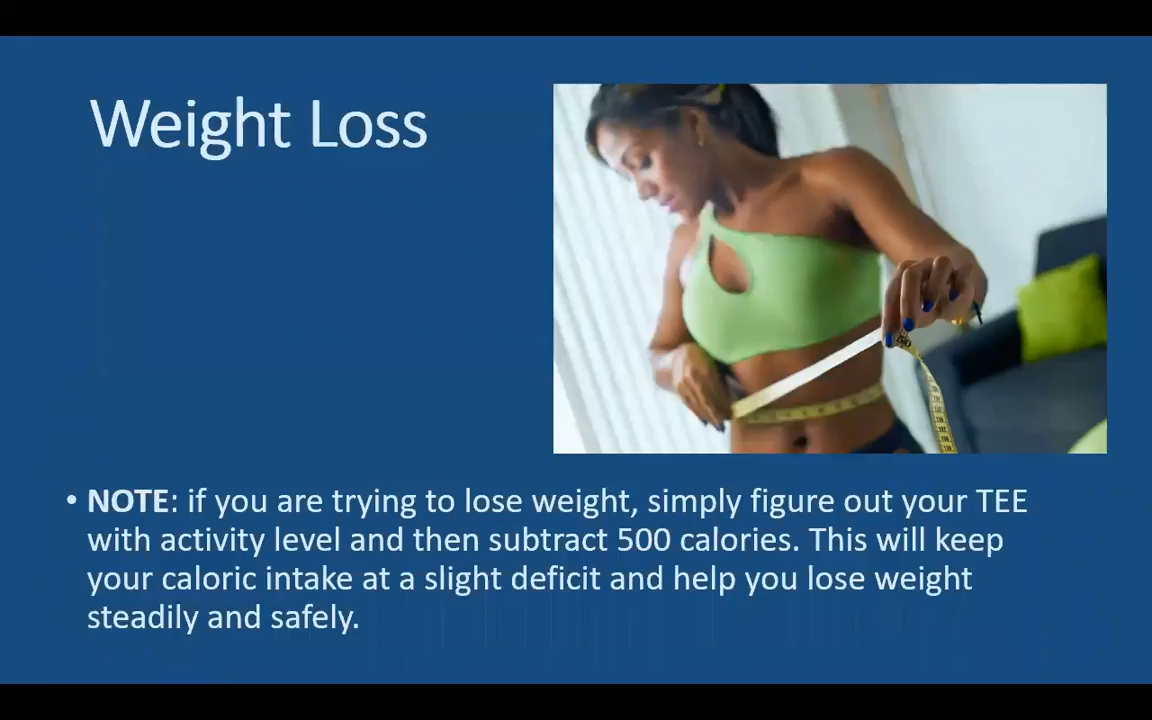 Weight Loss
• NOTE: if you are trying to lose weight, simply figure out your TEE
with activity level and then subtract 500 calories. This will keep
your caloric intake at a slight deficit and help you lose weight
steadily and safely.